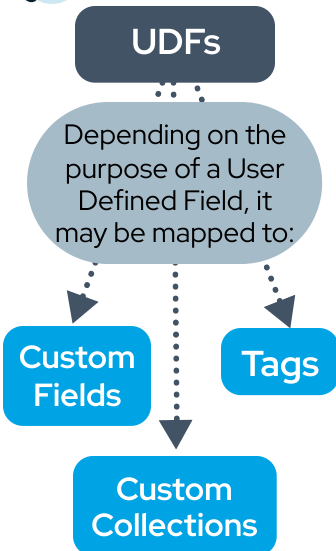 UDFs
Depending on the
purpose of a User
Defined Field, it
may be mapped to:
Custom
Fields
Tags
Custom
Collections